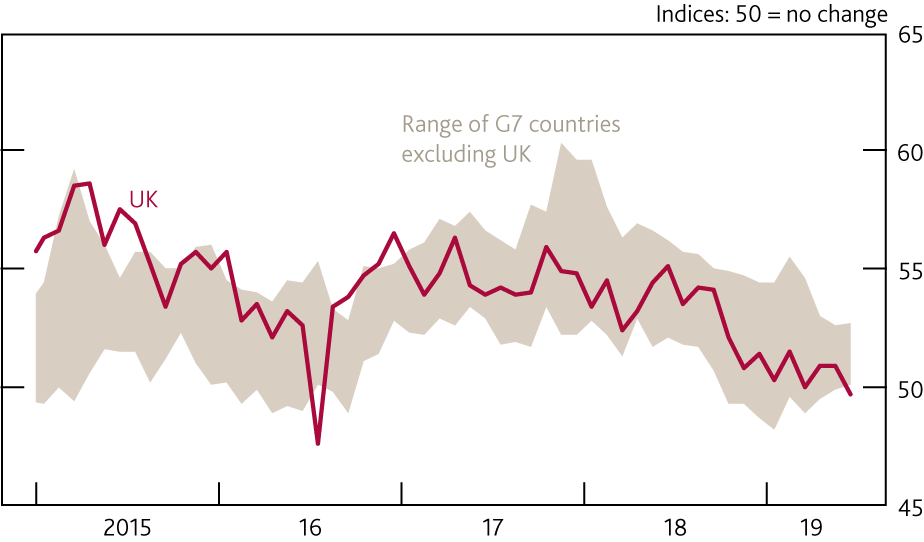 Indices: 50 = no change
65
Range of G7 countries
excluding UK
60
UK
55
50
45
2015
16
17
18
19